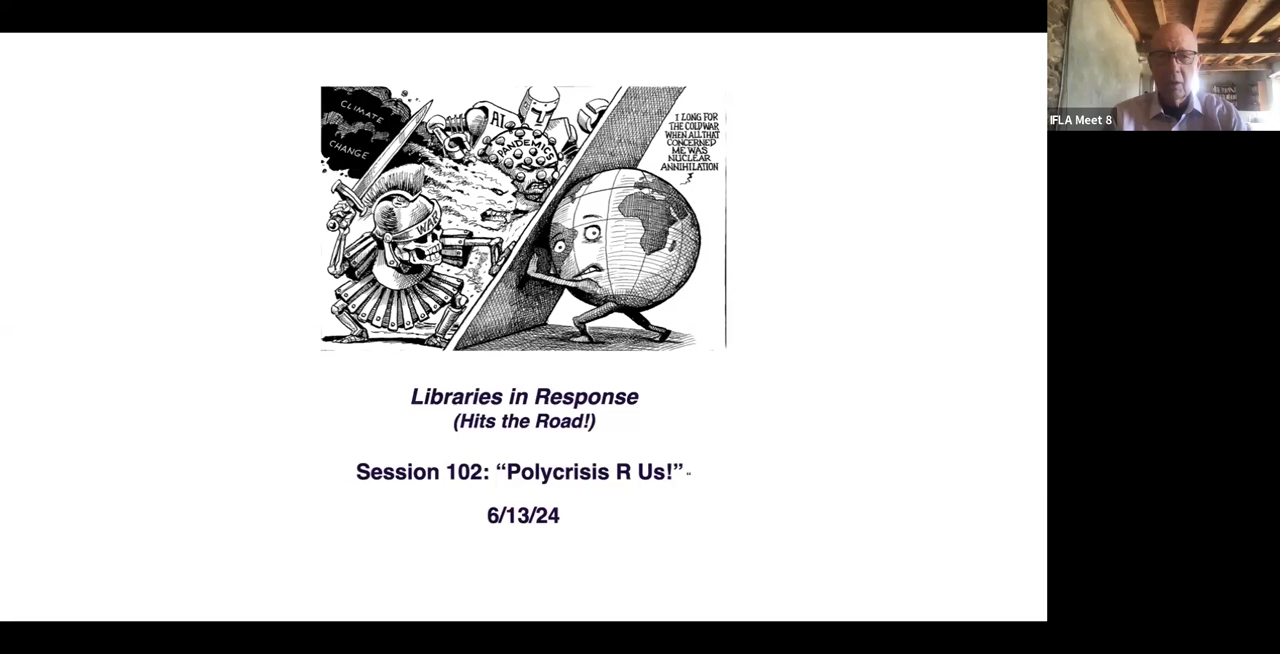 CLIMATE
CHANGE
AI
PANDEMICS
WAR
I LONG FOR
THE COLD WAR
WHEN ALL THAT
CONCERNED
ME WAS
NUCLEAR
ANNIHILATION
Libraries in Response
(Hits the Road!)
Session 102: “Polycrisis R Us!”
6/13/24
IFLA Meet 8